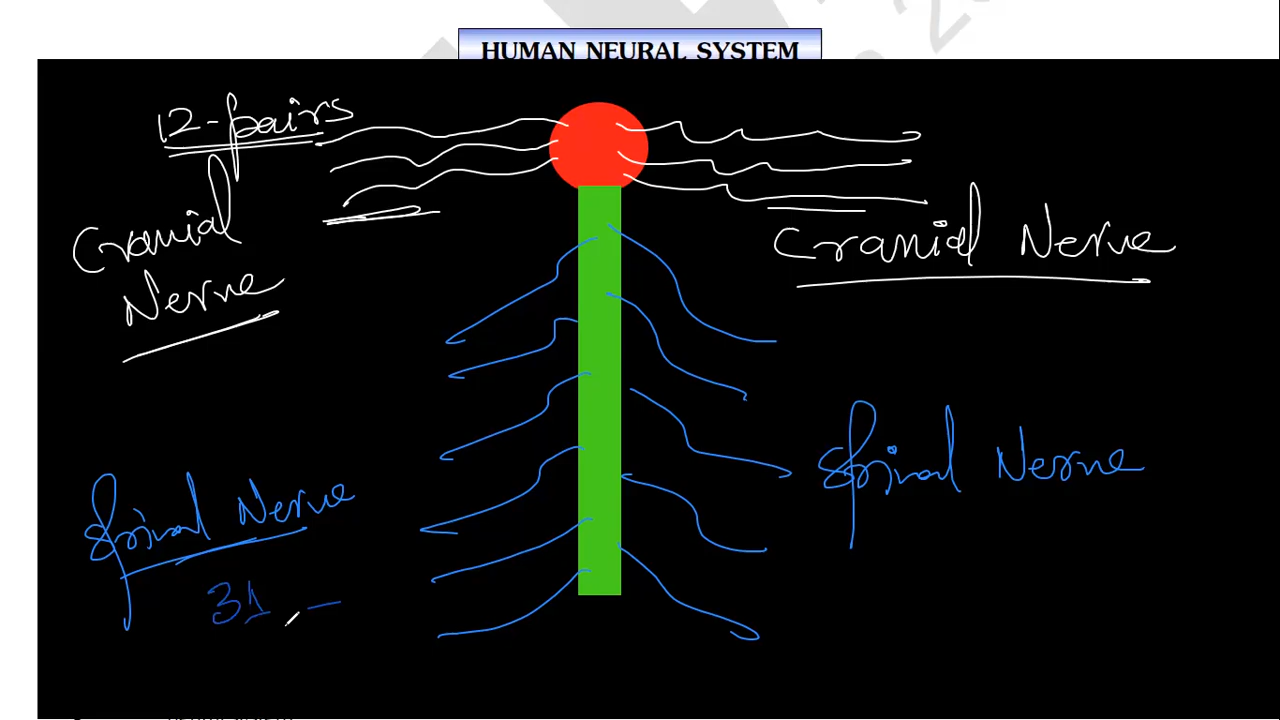 HUMAN NEURAL SYSTEM
12-pairs
Cranial
Nerve
Cranial Nerve
Spinal Nerve
Spinal Nerve
31